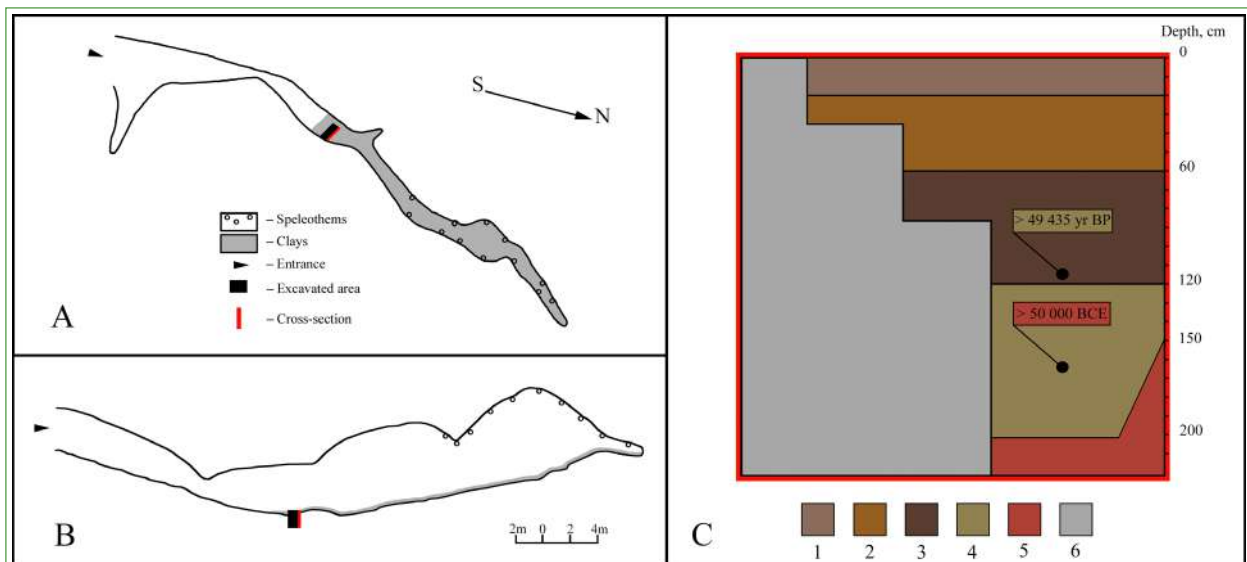 S
N
– Speleothems
– Clays
– Entrance
– Excavated area
– Cross-section
A
B
2m 0 2 4m
Depth, cm
0
60
> 49 435 yr BP
120
> 50 000 BCE
150
200
C
1 2 3 4 5 6